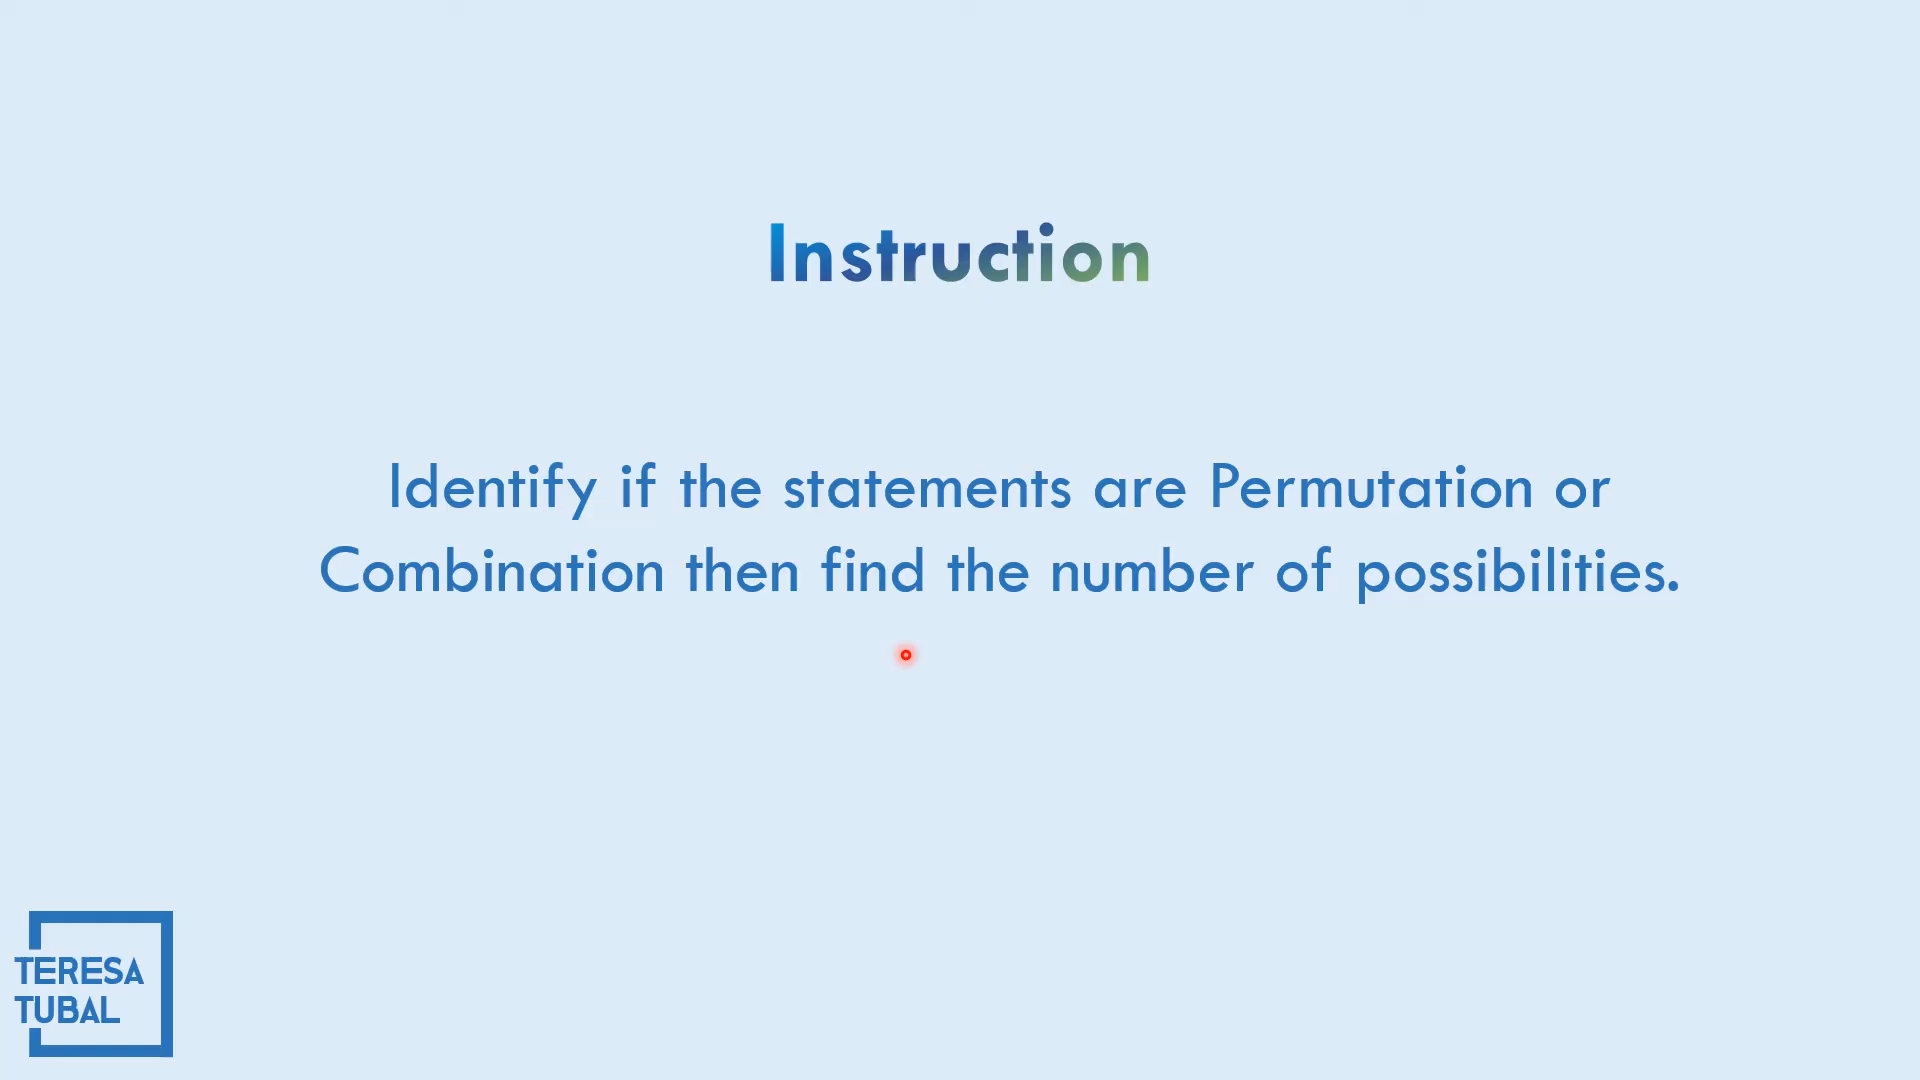 Instruction
Identify if the statements are Permutation or
Combination then find the number of possibilities.
TERESA
TUBAL